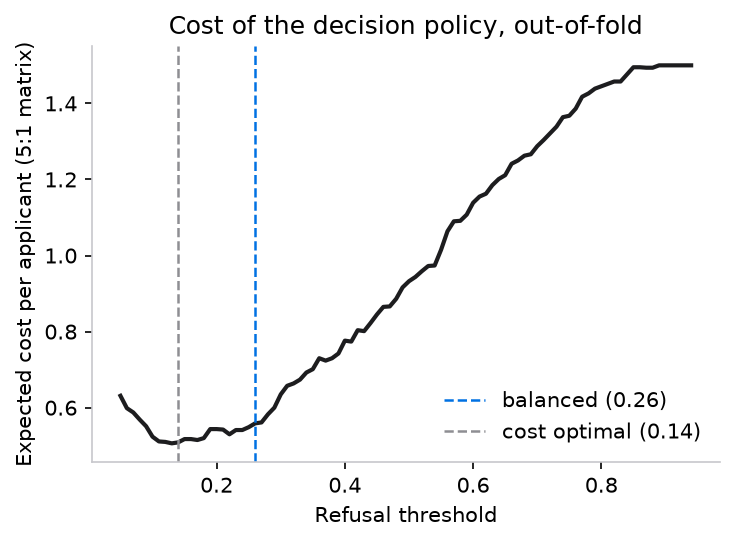 Cost of the decision policy, out-of-fold
Expected cost per applicant (5:1 matrix)
1.4
1.2
1.0
0.8
0.6
balanced (0.26)
cost optimal (0.14)
0.2 0.4 0.6 0.8
Refusal threshold